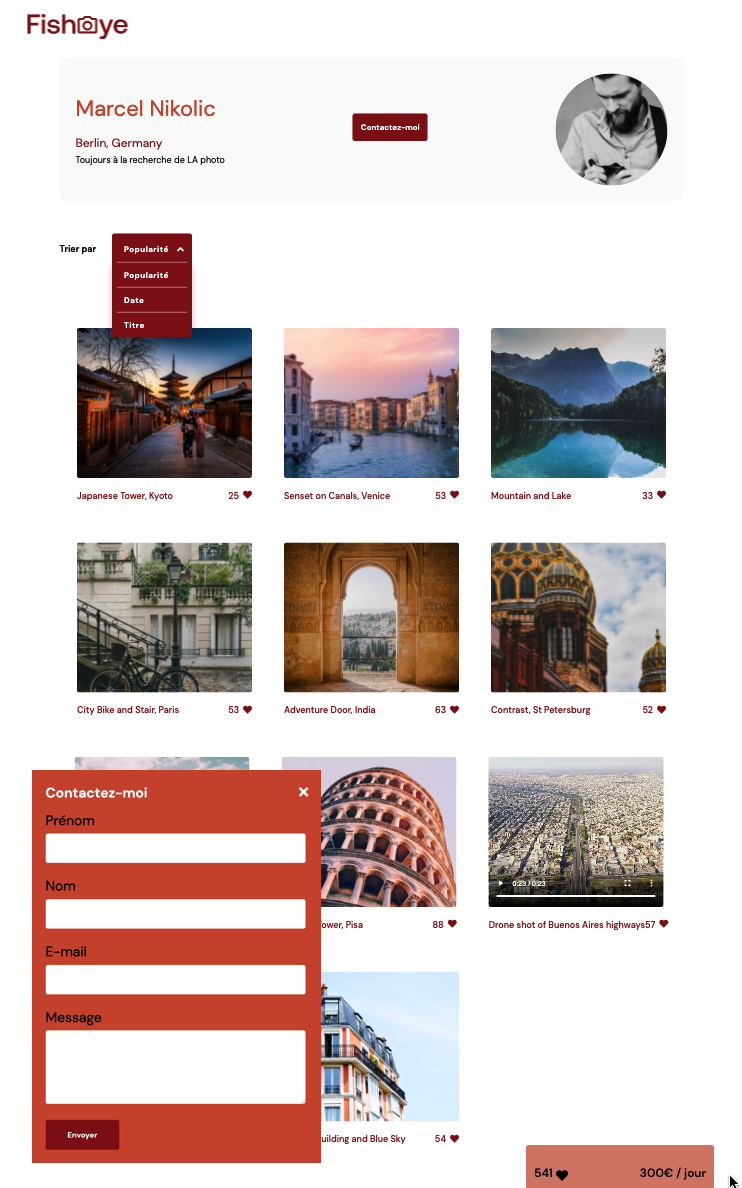 Fisheye
Marcel Nikolic
Contactez-moi
Berlin, Germany
Toujours à la recherche de LA photo
Trier par
Popularité
Popularité
Date
Titre
Japanese Tower, Kyoto 25
Senset on Canals, Venice 53
Mountain and Lake 33
City Bike and Stair, Paris 53
Adventure Door, India 63
Contrast, St Petersburg 52
Contactez-moi
Prénom
Nom
E-mail
Message
Envoyer
0:23 / 0:23
ower, Pisa 88
Drone shot of Buenos Aires highways 57
uilding and Blue Sky 54
541
300€ / jour